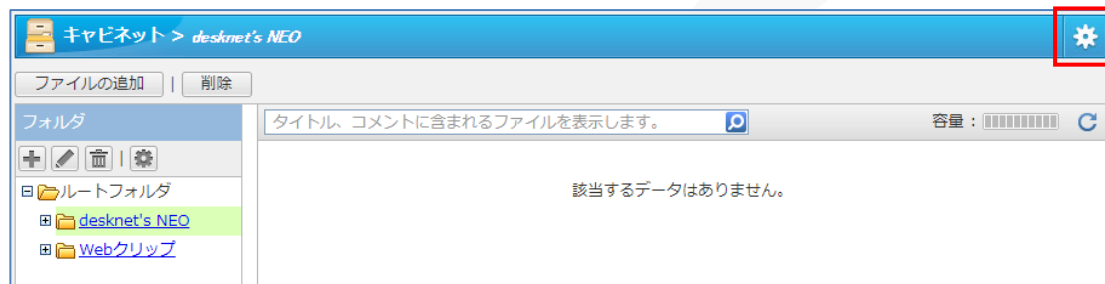 キャビネット > desknet's NEO
ファイルの追加 | 削除
フォルダ
タイトル、コメントに含まれるファイルを表示します。
容量 :
ルートフォルダ
desknet's NEO
Webクリップ
該当するデータはありません。